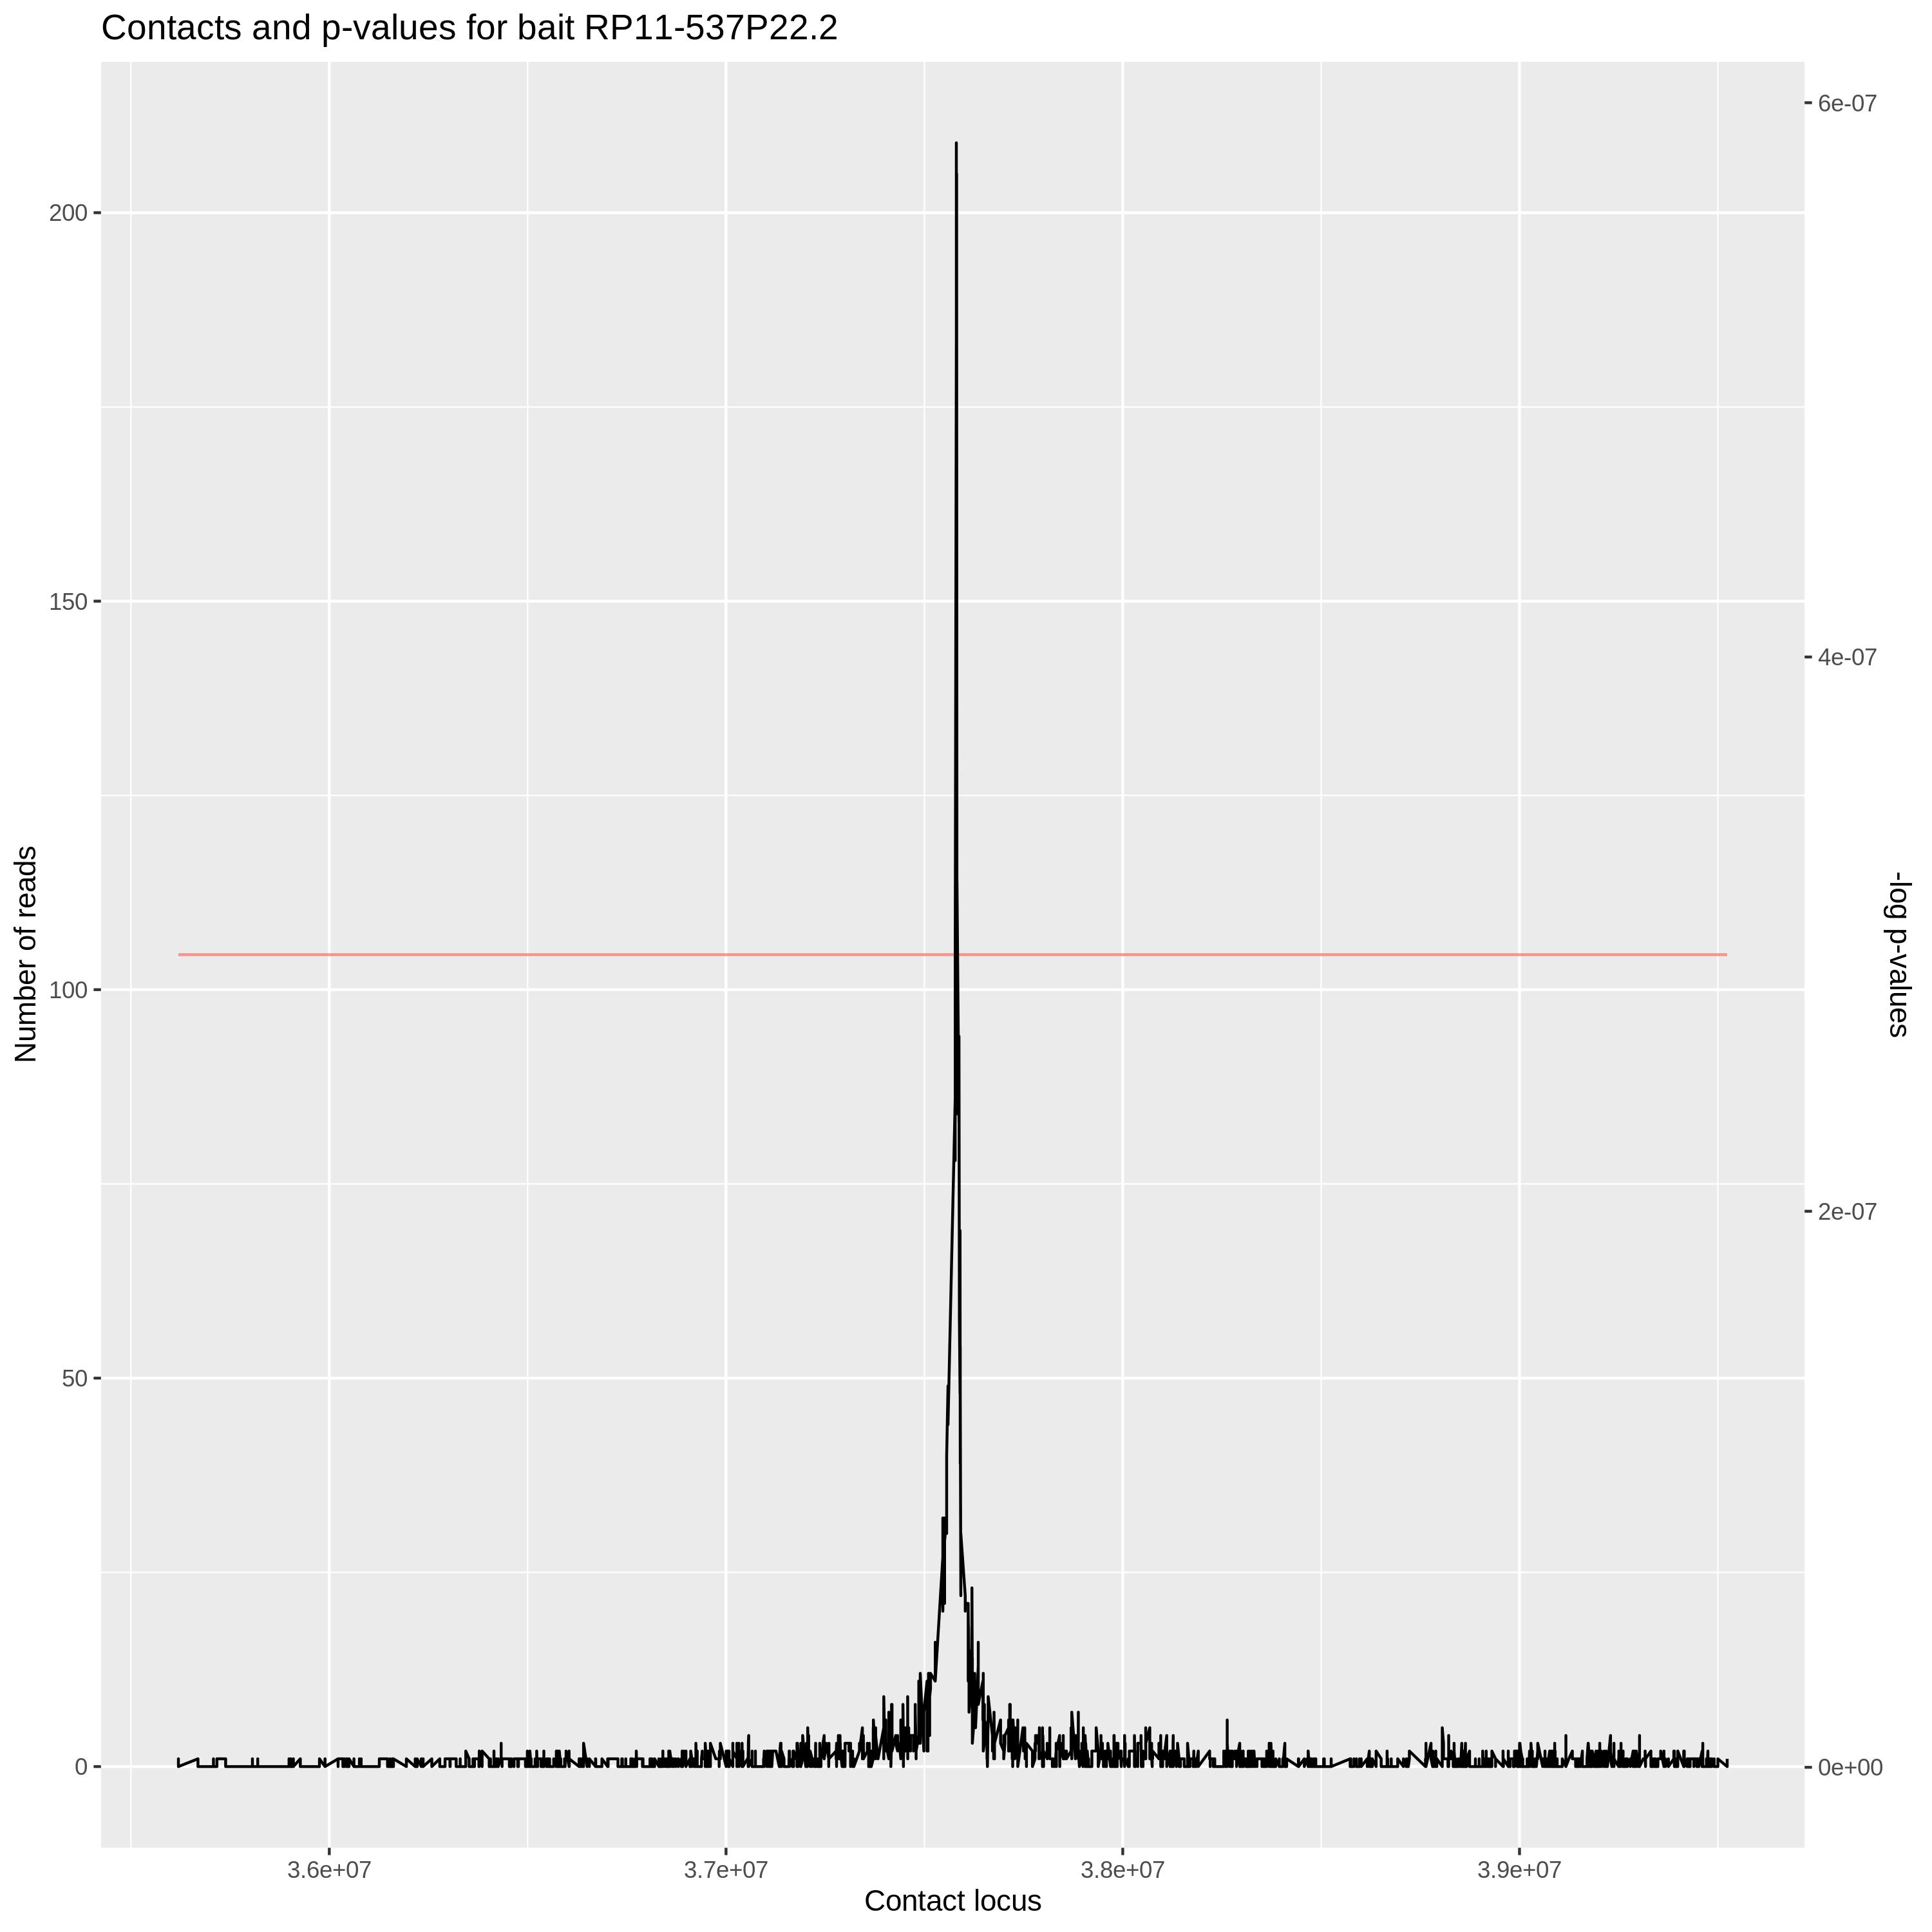 Contacts and p-values for bait RP11-537P22.2
6e-07
200
150
4e-07
Number of reads
-log p-values
100
2e-07
50
0
0e+00
3.6e+07
3.7e+07
3.8e+07
3.9e+07
Contact locus